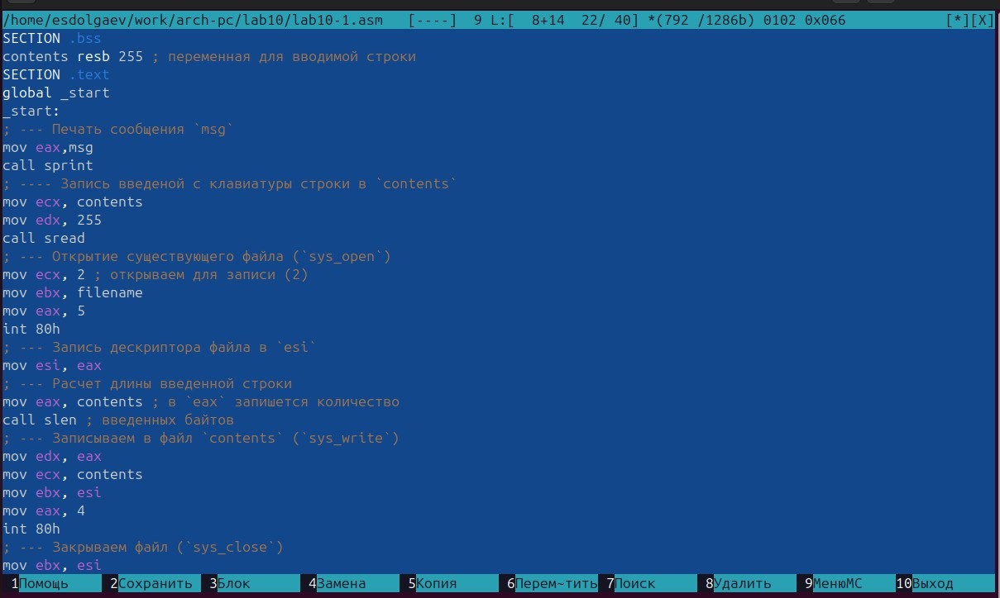 /home/esdolgaev/work/arch-pc/lab10/lab10-1.asm   [----]  9 L:[  8+14  22/ 40] *(792 /1286b) 0102 0x066            [*][X]
SECTION .bss
contents resb 255 ; переменная для вводимой строки
SECTION .text
global _start
_start:
; --- Печать сообщения `msg`
mov eax,msg
call sprint
; ---- Запись введеной с клавиатуры строки в `contents`
mov ecx, contents
mov edx, 255
call sread
; --- Открытие существующего файла (`sys_open`)
mov ecx, 2 ; открываем для записи (2)
mov ebx, filename
mov eax, 5
int 80h
; --- Запись дескриптора файла в `esi`
mov esi, eax
; --- Расчет длины введенной строки
mov eax, contents ; в `eax` запишется количество
call slen ; введенных байтов
; --- Записываем в файл `contents` (`sys_write`)
mov edx, eax
mov ecx, contents
mov ebx, esi
mov eax, 4
int 80h
; --- Закрываем файл (`sys_close`)
mov ebx, esi
1Помощь 2Сохранить 3Блок 4Замена 5Копия 6Перем~тить 7Поиск 8Удалить 9МенюМС 10Выход